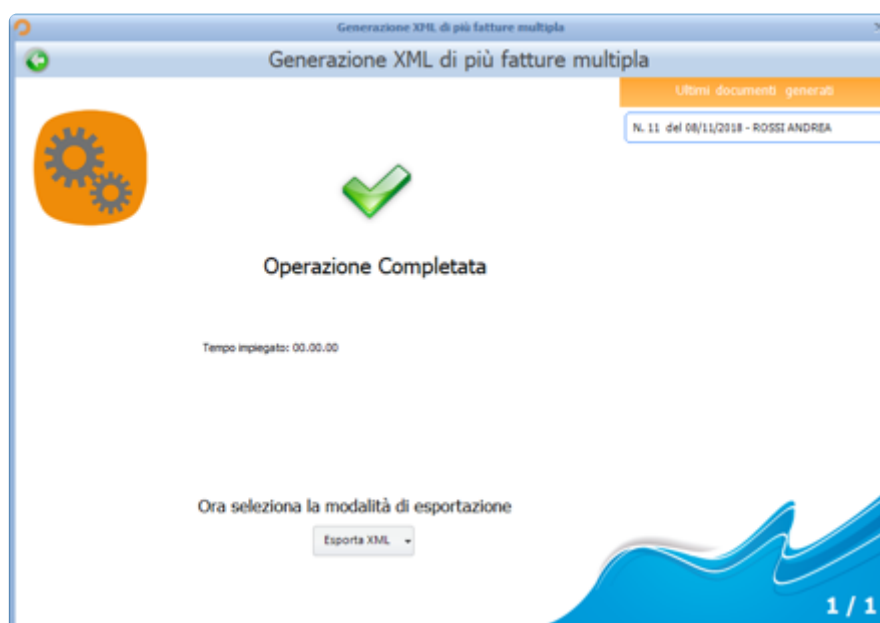 Generazione XML di più fatture multipla
Generazione XML di più fatture multipla
Ultimi documenti generati
N. 11 del 08/11/2018 - ROSSI ANDREA
Operazione Completata
Tempo impiegato: 00.00.00
Ora seleziona la modalità di esportazione
Esporta XML
1 / 1